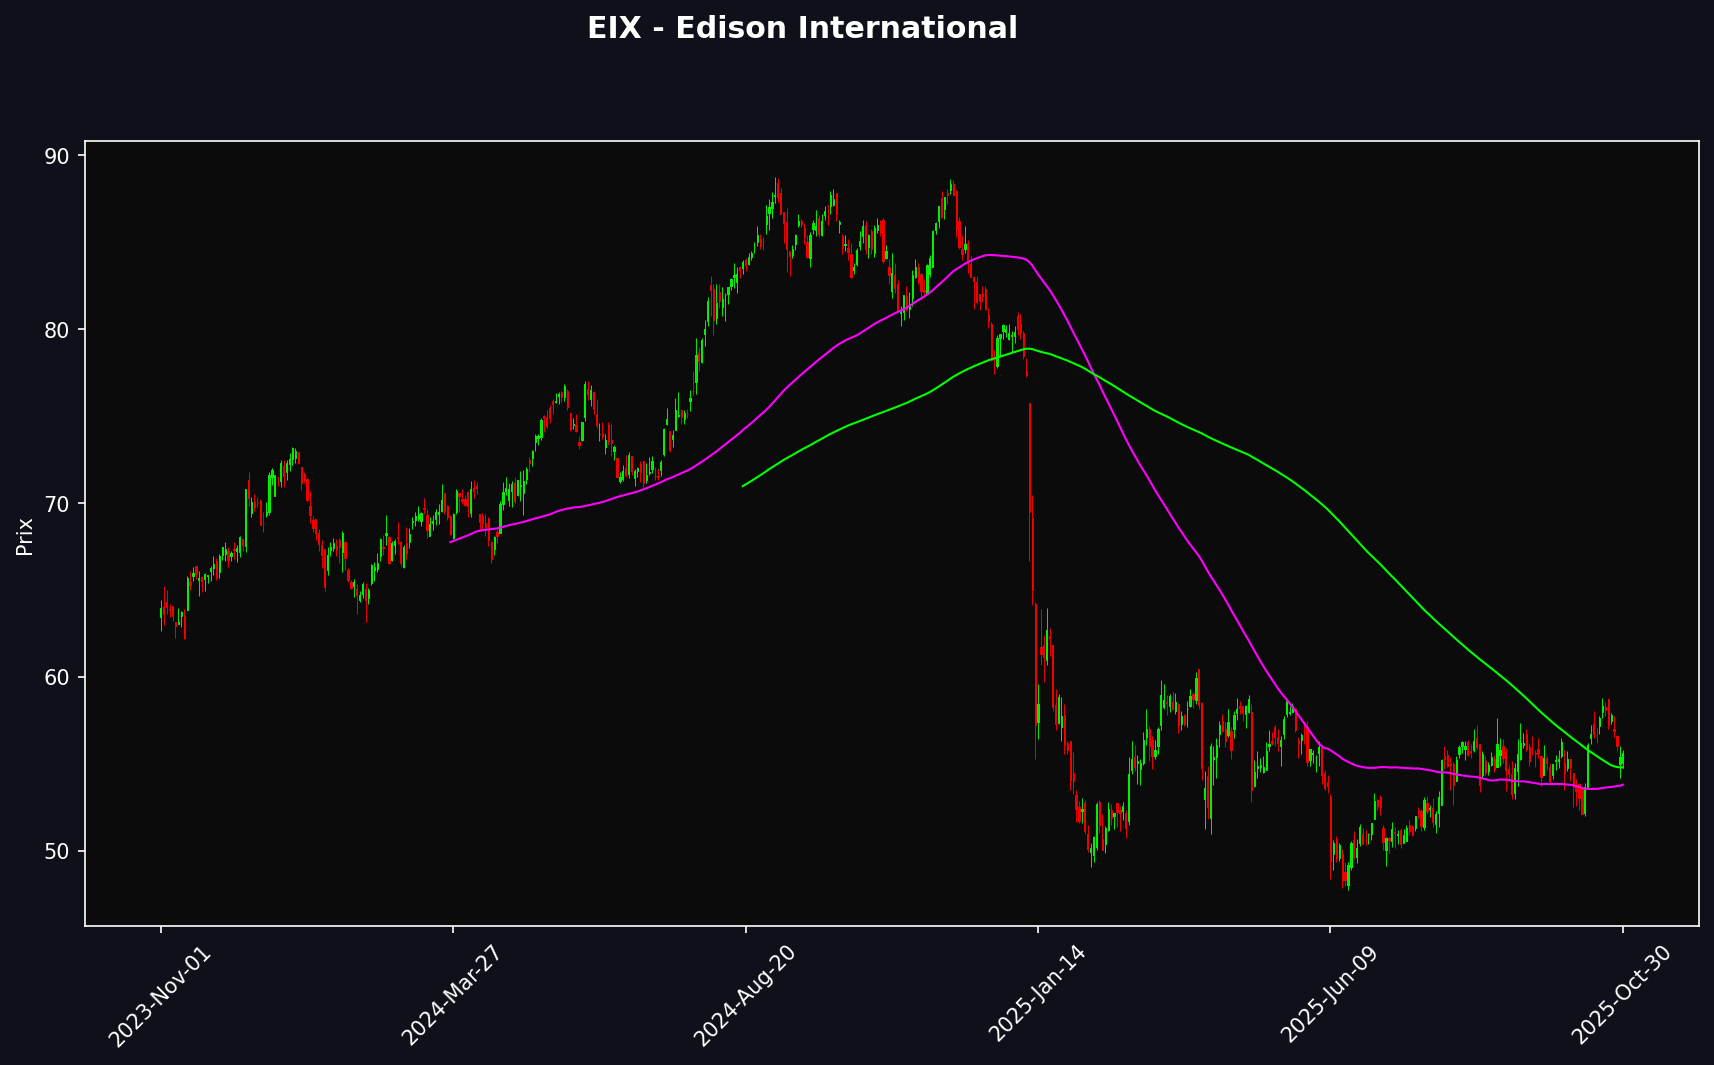 EIX - Edison International
90
80
70
60
50
Prix
2023-Nov-01
2024-Mar-27
2024-Aug-20
2025-Jan-14
2025-Jun-09
2025-Oct-30